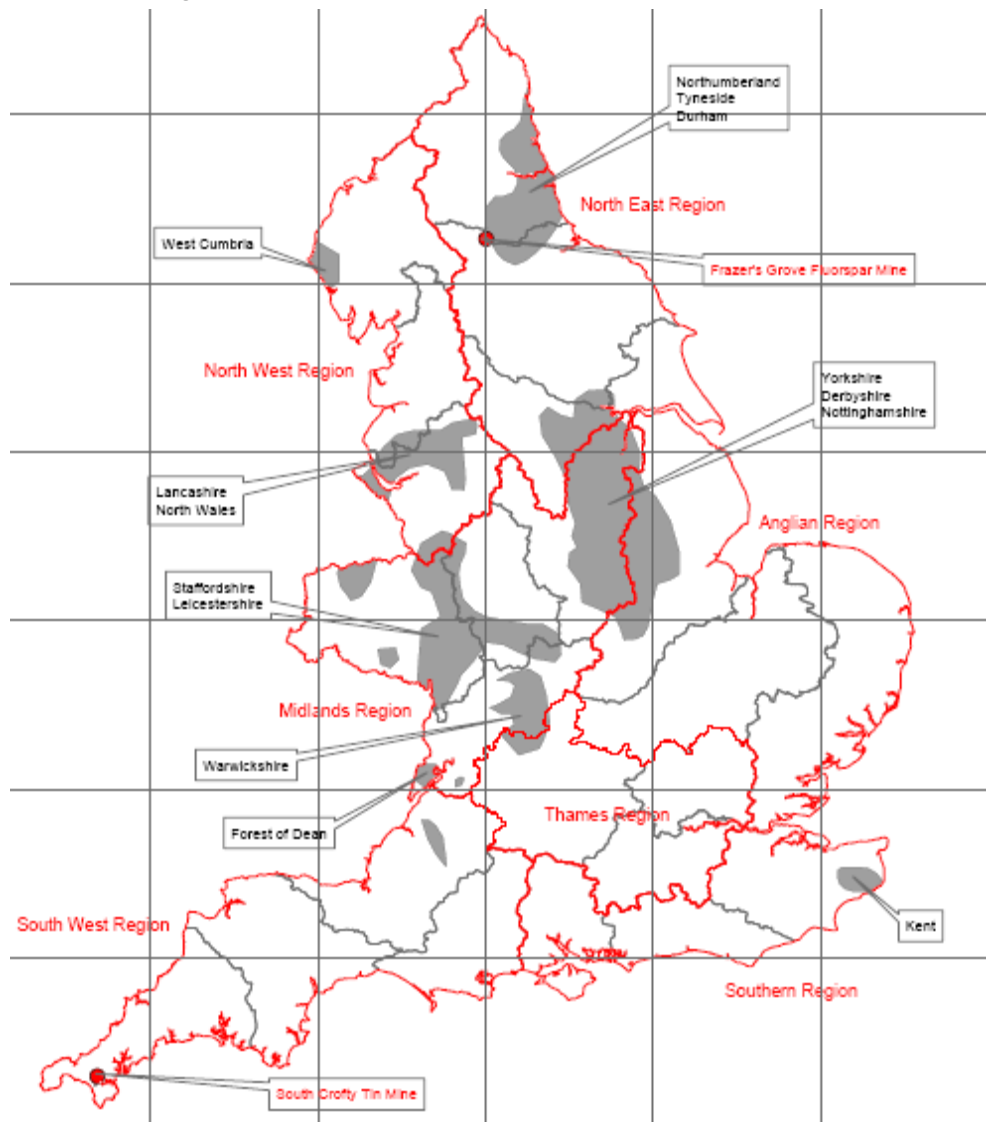 Northumberland
Tyneside
Durham
North East Region
West Cumbria
Frazer's Grove Fluorspar Mine
North West Region
Yorkshire
Derbyshire
Nottinghamshire
Lancashire
North Wales
Anglian Region
Staffordshire
Leicestershire
Midlands Region
Warwickshire
Thames Region
Forest of Dean
South West Region
Kent
Southern Region
South Crofty Tin Mine